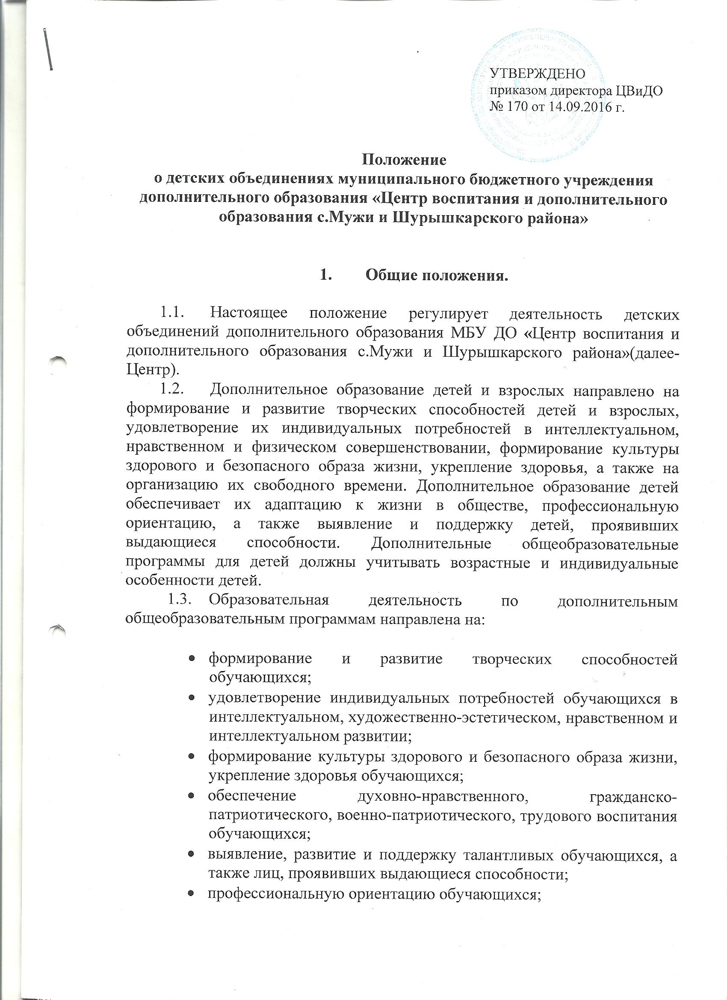 УТВЕРЖДЕНО
приказом директора ЦВиДО
№ 170 от 14.09.2016 г.
Положение
о детских объединениях муниципального бюджетного учреждения
дополнительного образования «Центр воспитания и дополнительного
образования с.Мужи и Шурышкарского района»
1. Общие положения.
1.1. Настоящее положение регулирует деятельность детских
объединений дополнительного образования МБУ ДО «Центр воспитания и
дополнительного образования с.Мужи и Шурышкарского района»(далее-
Центр).
1.2. Дополнительное образование детей и взрослых направлено на
формирование и развитие творческих способностей детей и взрослых,
удовлетворение их индивидуальных потребностей в интеллектуальном,
нравственном и физическом совершенствовании, формирование культуры
здорового и безопасного образа жизни, укрепление здоровья, а также на
организацию их свободного времени. Дополнительное образование детей
обеспечивает их адаптацию к жизни в обществе, профессиональную
ориентацию, а также выявление и поддержку детей, проявивших
выдающиеся способности. Дополнительные общеобразовательные
программы для детей должны учитывать возрастные и индивидуальные
особенности детей.
1.3. Образовательная деятельность по дополнительным
общеобразовательным программам направлена на:
• формирование и развитие творческих способностей
обучающихся;
• удовлетворение индивидуальных потребностей обучающихся в
интеллектуальном, художественно-эстетическом, нравственном и
интеллектуальном развитии;
• формирование культуры здорового и безопасного образа жизни,
укрепление здоровья обучающихся;
• обеспечение духовно-нравственного, гражданско-
патриотического, военно-патриотического, трудового воспитания
обучающихся;
• выявление, развитие и поддержку талантливых обучающихся, а
также лиц, проявивших выдающиеся способности;
• профессиональную ориентацию обучающихся;